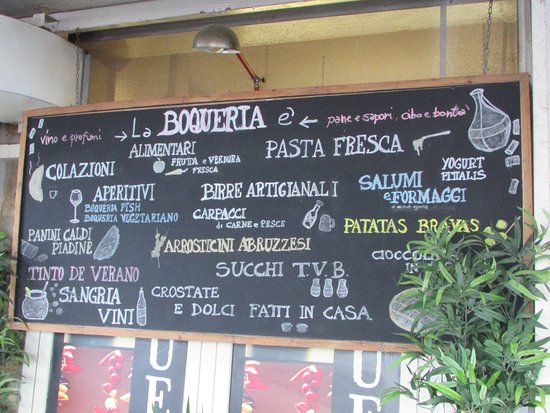 vino e profumi → La BOQUERIA è ← pane e sapori, cibo e bontà
ALIMENTARI
FRUTTA e VERDURA
FRESCA
PASTA FRESCA
COLAZIONI
YOGURT
APERITIVI
BOQUERIA FISH
BOQUERIA VEGETARIANO
BIRRE ARTIGIANALI
CARPACCI
di CARNE e PESCE
SALUMI
e FORMAGGI
PANINI CALDI
PIADINE
ARROSTICINI ABRUZZESI
PATATAS BRAVAS
TINTO DE VERANO
SUCCHI T.V.B.
SANGRIA
VINI
CROSTATE
E DOLCI FATTI IN CASA